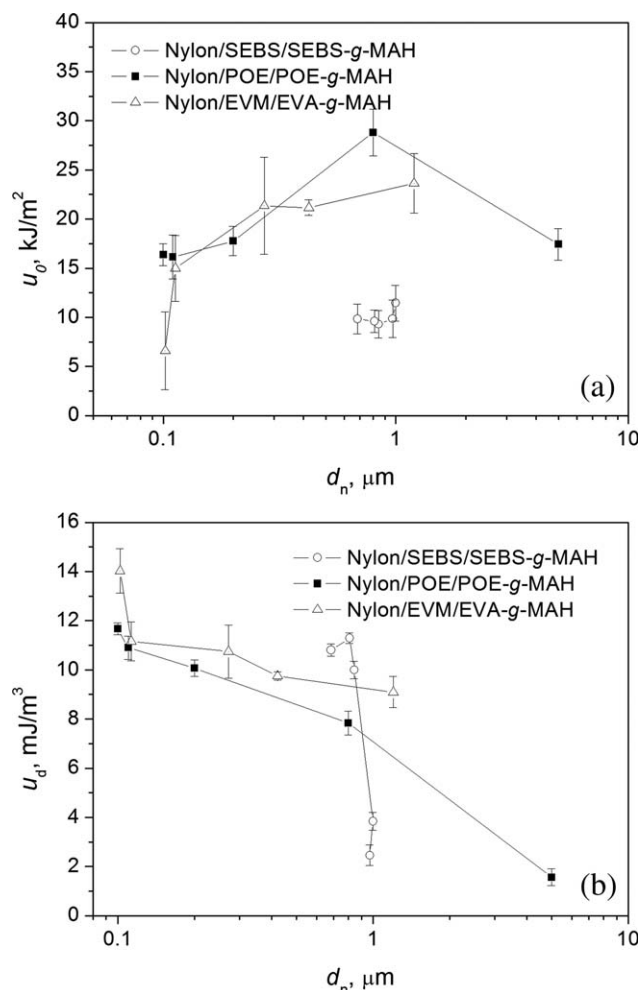 (a)
Nylon/SEBS/SEBS-g-MAH
Nylon/POE/POE-g-MAH
Nylon/EVM/EVA-g-MAH
40
35
30
25
20
15
10
5
0
u0, kJ/m²
0.1
1
10
dn, μm
(b)
Nylon/SEBS/SEBS-g-MAH
Nylon/POE/POE-g-MAH
Nylon/EVM/EVA-g-MAH
16
14
12
10
8
6
4
2
0
ud, mJ/m³
0.1
1
10
dn, μm